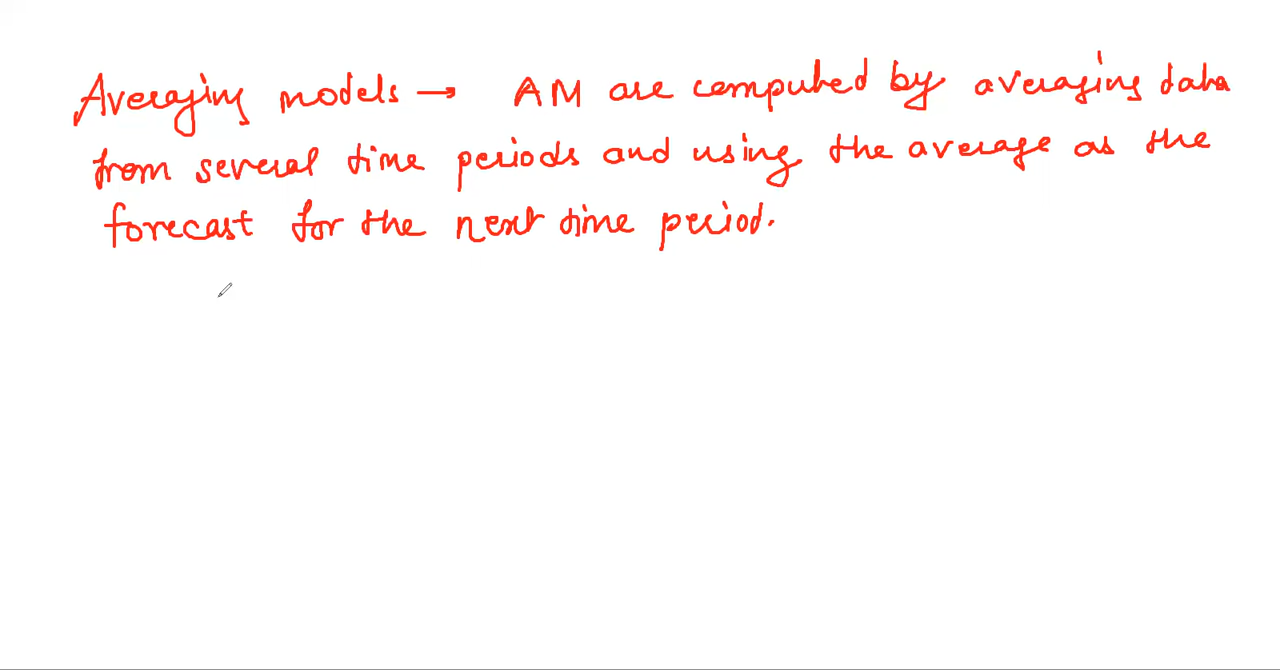 Averaging models → AM are computed by averaging data
from several time periods and using the average as the
forecast for the next time period.